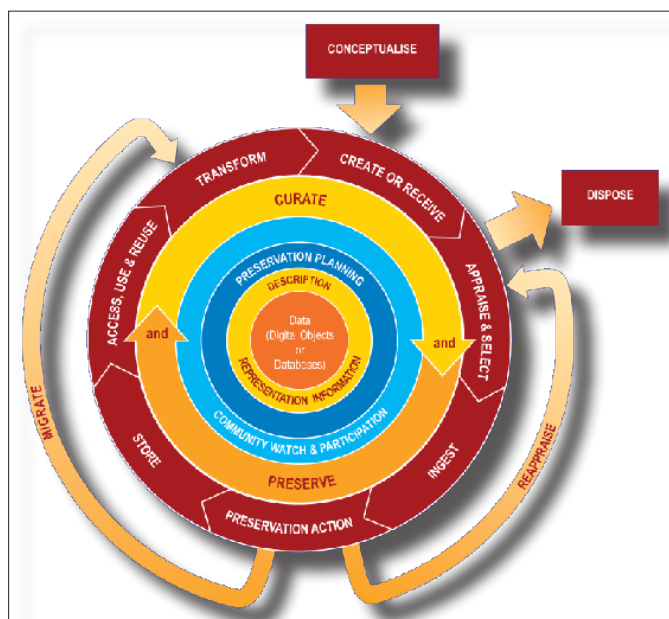 CONCEPTUALISE
DISPOSE
TRANSFORM
CREATE OR RECEIVE
APPRAISE & SELECT
INGEST
PRESERVATION ACTION
STORE
ACCESS, USE & REUSE
CURATE
and
PRESERVE
and
COMMUNITY WATCH & PARTICIPATION
PRESERVATION PLANNING
DESCRIPTION
REPRESENTATION INFORMATION
Data
(Digital Objects
or
Databases)
MIGRATE
REAPPRAISE